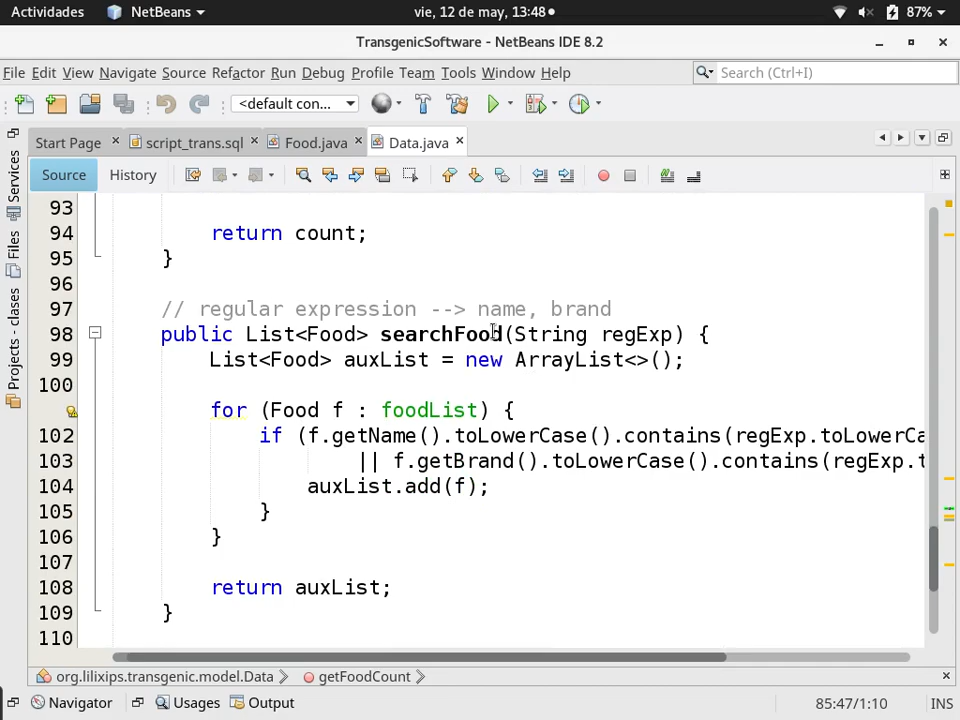 Actividades NetBeans vie, 12 de may, 13:48 87%
TransgenicSoftware - NetBeans IDE 8.2
File Edit View Navigate Source Refactor Run Debug Profile Team Tools Window Help Search (Ctrl+I)
<default con...
Start Page script_trans.sql Food.java Data.java
Source History
Services
Files
Projects - clases
93
94 return count;
95 }
96
97 // regular expression --> name, brand
98 public List<Food> searchFood(String regExp) {
99 List<Food> auxList = new ArrayList<>();
100
for (Food f : foodList) {
102 if (f.getName().toLowerCase().contains(regExp.toLowerCa
103 || f.getBrand().toLowerCase().contains(regExp.t
104 auxList.add(f);
105 }
106 }
107
108 return auxList;
109 }
110
org.lilixips.transgenic.model.Data getFoodCount
Navigator Usages Output 85:47/1:10 INS